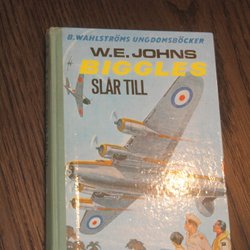 B. WAHLSTRÖMS UNGDOMSBÖCKER
W.E. JOHNS
BIGGLES
SLÅR TILL